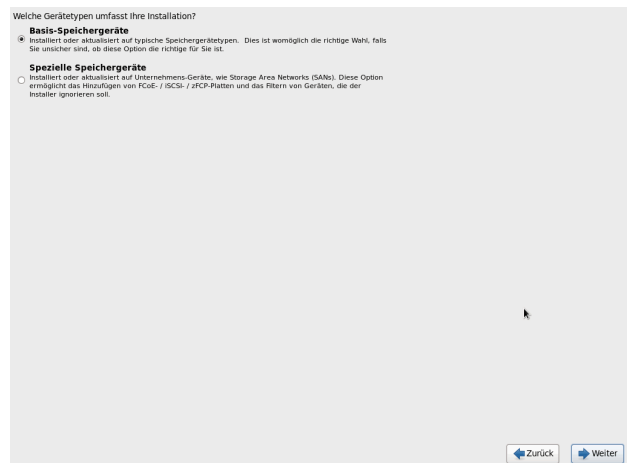 Welche Gerätetypen umfasst Ihre Installation?
Basis-Speichergeräte
Installiert oder aktualisiert auf typische Speichergerätetypen. Dies ist womöglich die richtige Wahl, falls
Sie unsicher sind, ob diese Option die richtige für Sie ist.
Spezielle Speichergeräte
Installiert oder aktualisiert auf Unternehmens-Geräte, wie Storage Area Networks (SANs). Diese Option
ermöglicht das Hinzufügen von FCoE- / iSCSI- / zFCP-Platten und das Filtern von Geräten, die der
Installer ignorieren soll.
Zurück
Weiter